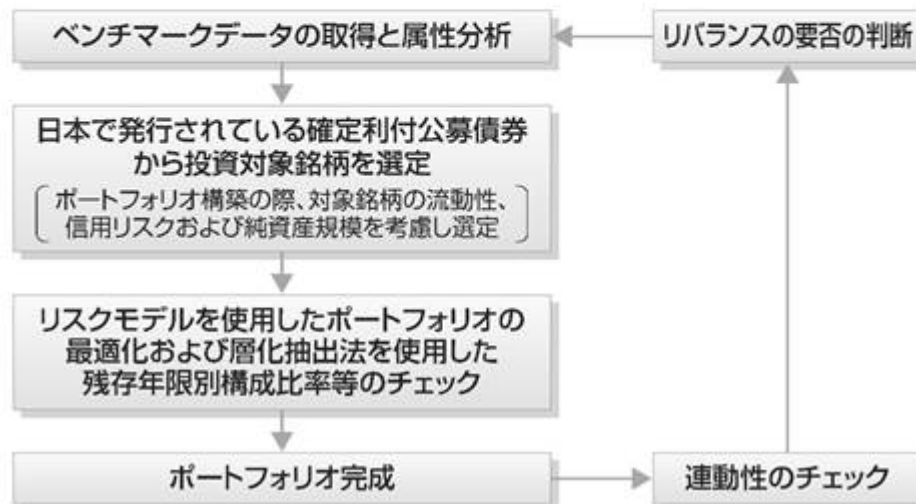 ベンチマークデータの取得と属性分析
リバランスの要否の判断
日本で発行されている確定利付公募債券
から投資対象銘柄を選定
ポートフォリオ構築の際、対象銘柄の流動性、
信用リスクおよび純資産規模を考慮し選定
リスクモデルを使用したポートフォリオの
最適化および層化抽出法を使用した
残存年限別構成比率等のチェック
ポートフォリオ完成
連動性のチェック